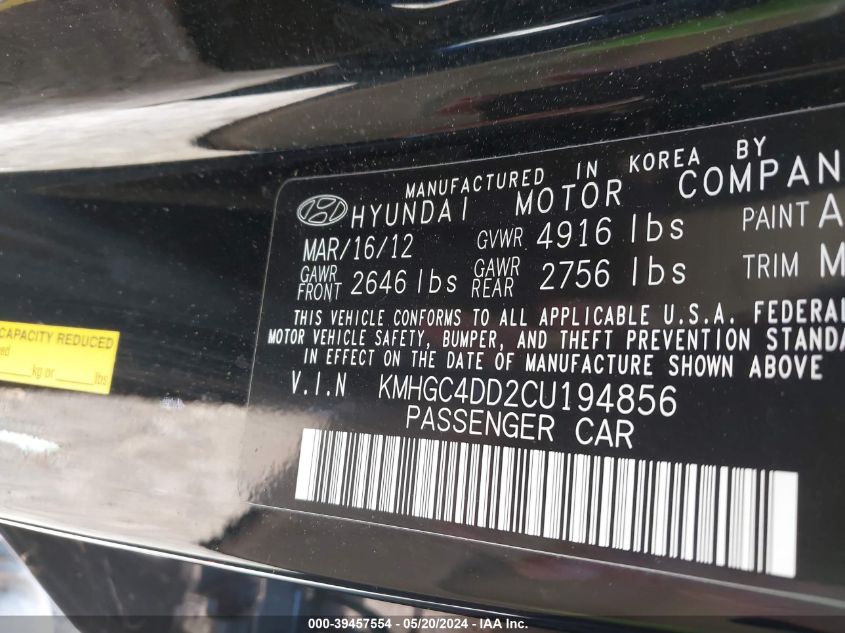 MANUFACTURED IN KOREA BY
HYUNDAI MOTOR COMPAN
MAR/16/12 GVWR 4916 lbs PAINT A
GAWR FRONT 2646 lbs GAWR REAR 2756 lbs TRIM M
THIS VEHICLE CONFORMS TO ALL APPLICABLE U.S.A. FEDERAL
MOTOR VEHICLE SAFETY, BUMPER, AND THEFT PREVENTION STANDA
IN EFFECT ON THE DATE OF MANUFACTURE SHOWN ABOVE
V.I.N KMHGC4DD2CU194856
PASSENGER CAR
CAPACITY REDUCED
kg or lbs
000-39457554 — 05/20/2024 — IAA Inc.